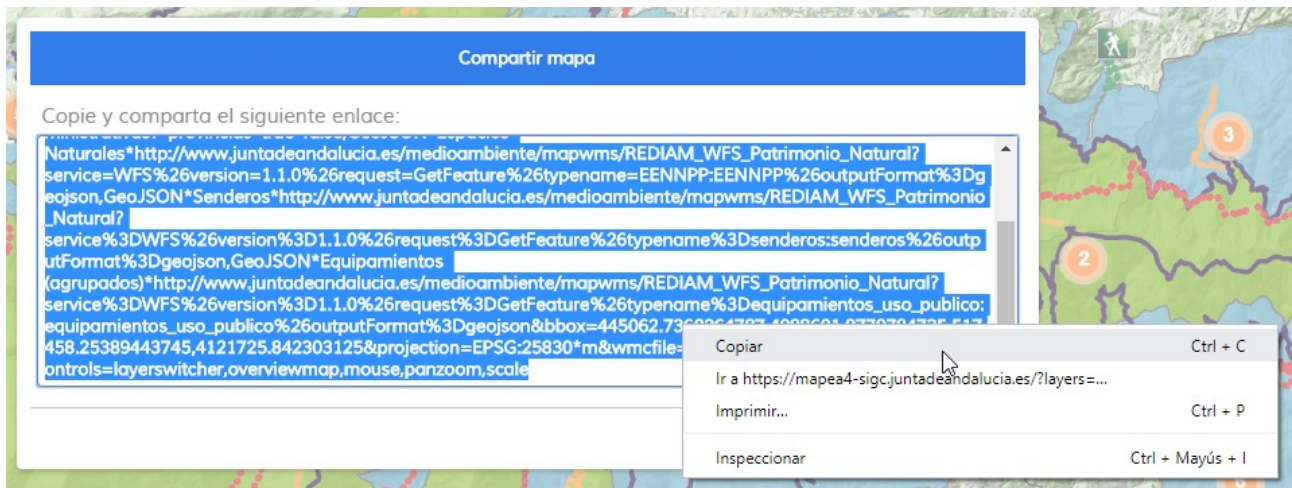 Compartir mapa
Copie y comparta el siguiente enlace:
Naturales*http://www.juntadeandalucia.es/medioambiente/mapwms/REDIAM_WFS_Patrimonio_Natural?
service=WFS%26version=1.1.0%26request=GetFeature%26typename=EENNPP:EENNPP%26outputFormat%3Dg
eojson,GeoJSON*Senderos*http://www.juntadeandalucia.es/medioambiente/mapwms/REDIAM_WFS_Patrimonio
_Natural?
service%3DWFS%26version%3D1.1.0%26request%3DGetFeature%26typename%3Dsenderos:senderos%26outp
utFormat%3Dgeojson,GeoJSON*Equipamientos
(agrupados)*http://www.juntadeandalucia.es/medioambiente/mapwms/REDIAM_WFS_Patrimonio_Natural?
service%3DWFS%26version%3D1.1.0%26request%3DGetFeature%26typename%3Dequipamientos_uso_publico:
equipamientos_uso_publico%26outputFormat%3Dgeojson&bbox=445062.
458.25389443745,4121725.842303125&projection=EPSG:25830*m&wmcfile=
ontrols=layerswitcher,overviewmap,mouse,panzoom,scale
Copiar Ctrl + C
Ir a https://mapea4-sigc.juntadeandalucia.es/?layers=...
Imprimir... Ctrl + P
Inspeccionar Ctrl + Mayús + I
3
2